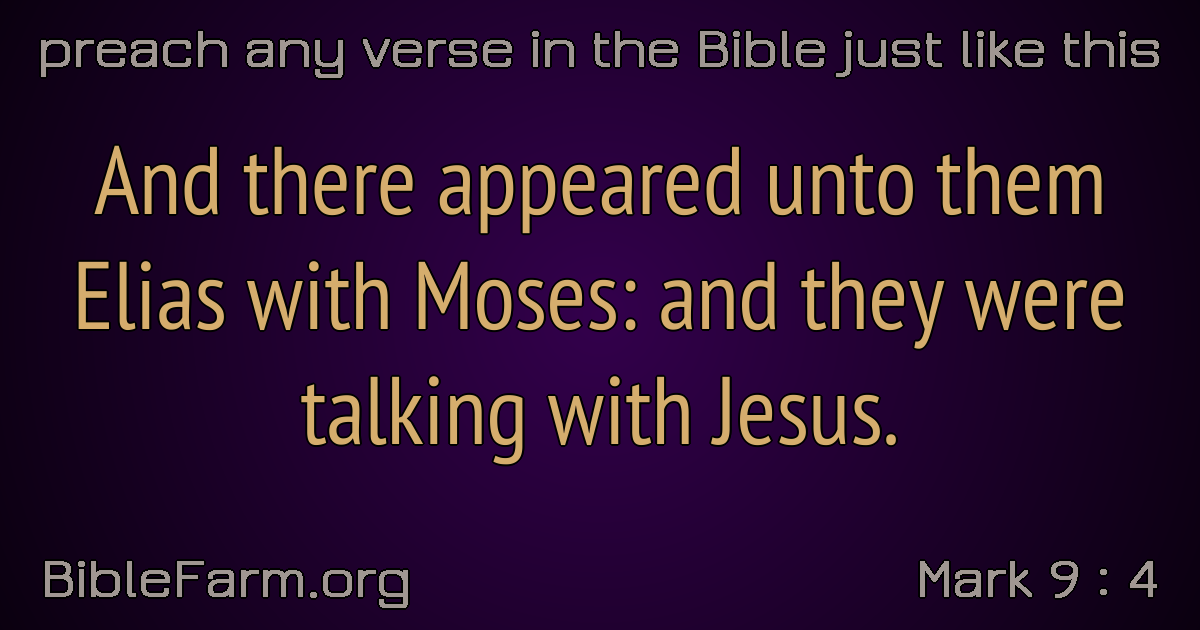 preach any verse in the Bible just like this
And there appeared unto them
Elias with Moses: and they were
talking with Jesus.
BibleFarm.org
Mark 9 : 4